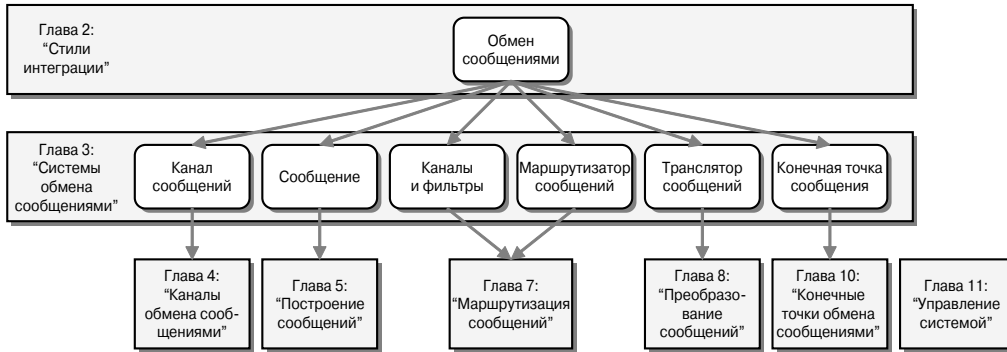 Глава 2:
“Стили
интеграции”
Обмен
сообщениями
Глава 3:
“Системы
обмена
сообщениями”
Канал
сообщений
Сообщение
Каналы
и фильтры
Маршрутизатор
сообщений
Транслятор
сообщений
Конечная точка
сообщения
Глава 4:
“Каналы
обмена сооб-
щениями”
Глава 5:
“Построение
сообщений”
Глава 7:
“Маршрутизация
сообщений”
Глава 8:
“Преобразо-
вание
сообщений”
Глава 10:
“Конечные
точки обмена
сообщениями”
Глава 11:
“Управление
системой”